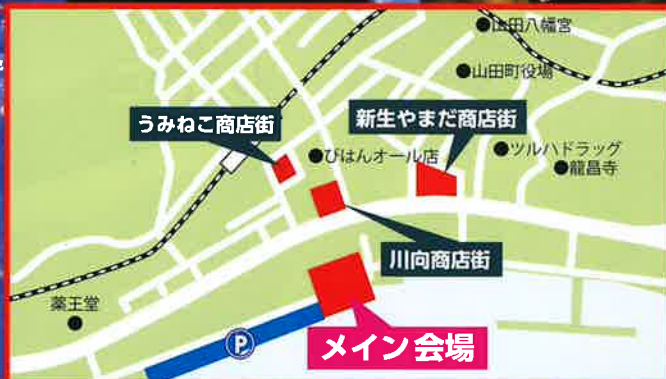 山田八幡宮
山田町役場
うみねこ商店街
新生やまだ商店街
びはんオール店
ツルハドラッグ
龍昌寺
川向商店街
薬王堂
P
メイン会場